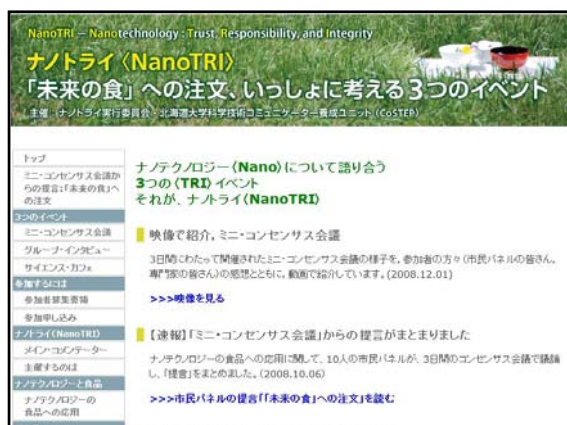 NanoTRI — Nanotechnology : Trust, Responsibility, and Integrity
ナノトライ〈NanoTRI〉
「未来の食」への注文、いっしょに考える3つのイベント
主催：ナノトライ実行委員会・北海道大学科学技術コミュニケーター養成ユニット（CoSTEP）
トップ
ミニ・コンセンサス会議か
らの提言：「未来の食」へ
の注文
3つのイベント
ミニ・コンセンサス会議
グループ・インタビュー
サイエンス・カフェ
参加するには
参加者募集要領
参加申し込み
ナノトライ（NanoTRI）
メイン・コメンテーター
主催するのは
ナノテクノロジーと食品
ナノテクノロジーの
食品への応用
ナノテクノロジー〈Nano〉について語り合う
3つの〈TRI〉イベント
それが、ナノトライ〈NanoTRI〉
映像で紹介，ミニ・コンセンサス会議
3日間にわたって開催されたミニ・コンセンサス会議の様子を，参加者の方々（市民パネルの皆さん，
専門家の皆さん）の感想とともに，動画で紹介しています。（2008.12.01）
>>>映像を見る
【速報】「ミニ・コンセンサス会議」からの提言がまとまりました
ナノテクノロジーの食品への応用に関して、10人の市民パネルが、3日間のコンセンサス会議で議論
し、「提言」をまとめました。（2008.10.06）
>>>市民パネルの提言「「未来の食」への注文」を読む